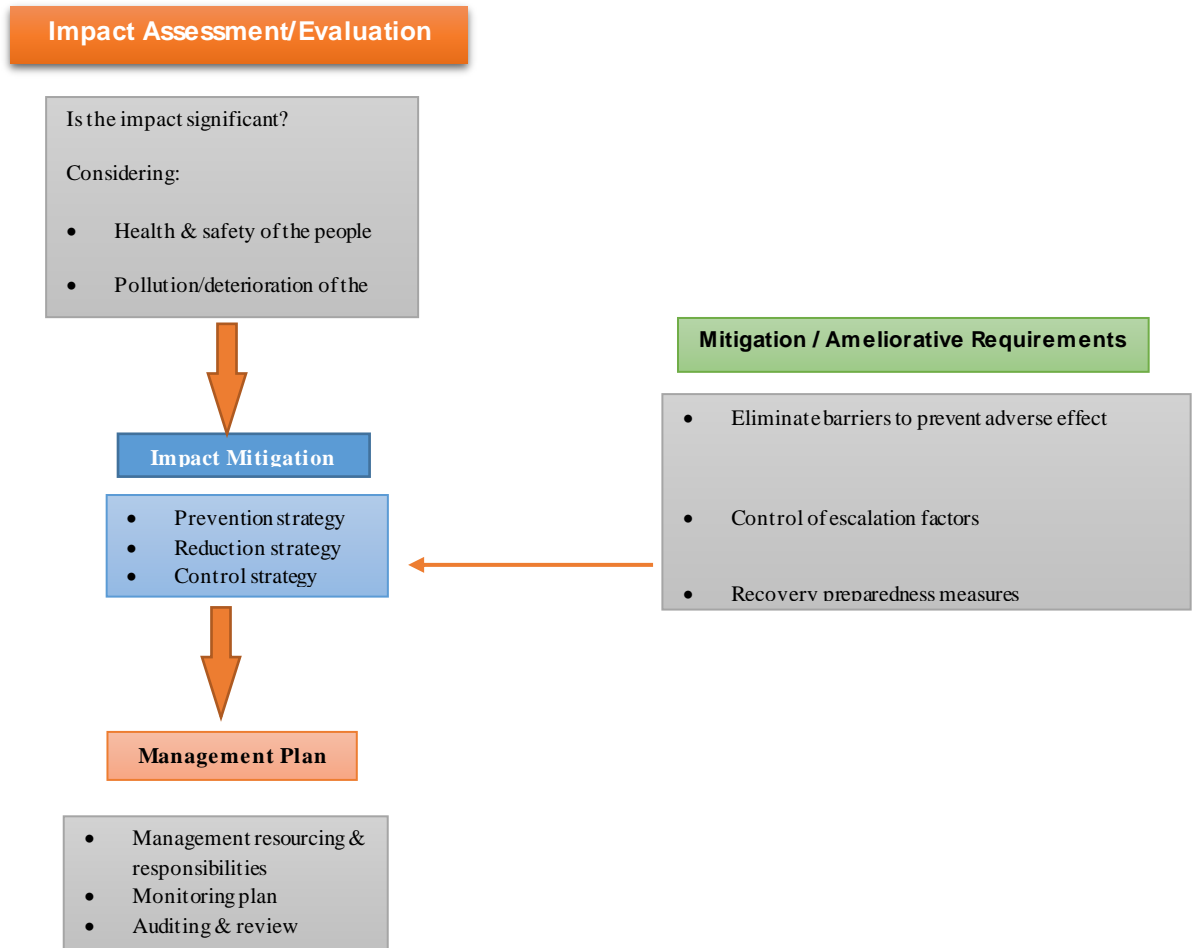 Impact Assessment/Evaluation
Is the impact significant?
Considering:
• Health & safety of the people
• Pollution/deterioration of the
Impact Mitigation
• Prevention strategy
• Reduction strategy
• Control strategy
Mitigation / Ameliorative Requirements
• Eliminate barriers to prevent adverse effect
• Control of escalation factors
• Recovery preparedness measures
Management Plan
• Management resourcing &
responsibilities
• Monitoring plan
• Auditing & review